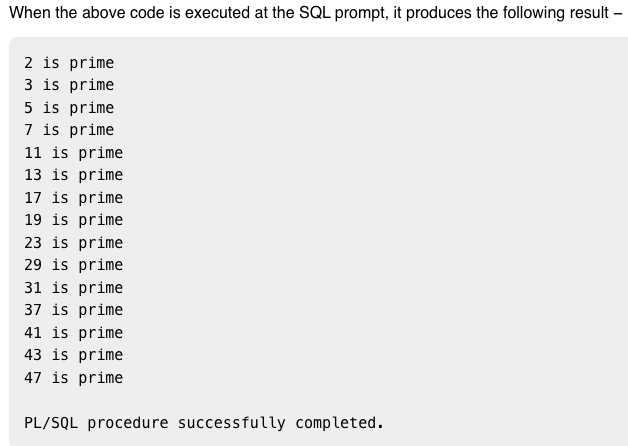 When the above code is executed at the SQL prompt, it produces the following result –
2 is prime
3 is prime
5 is prime
7 is prime
11 is prime
13 is prime
17 is prime
19 is prime
23 is prime
29 is prime
31 is prime
37 is prime
41 is prime
43 is prime
47 is prime
PL/SQL procedure successfully completed.